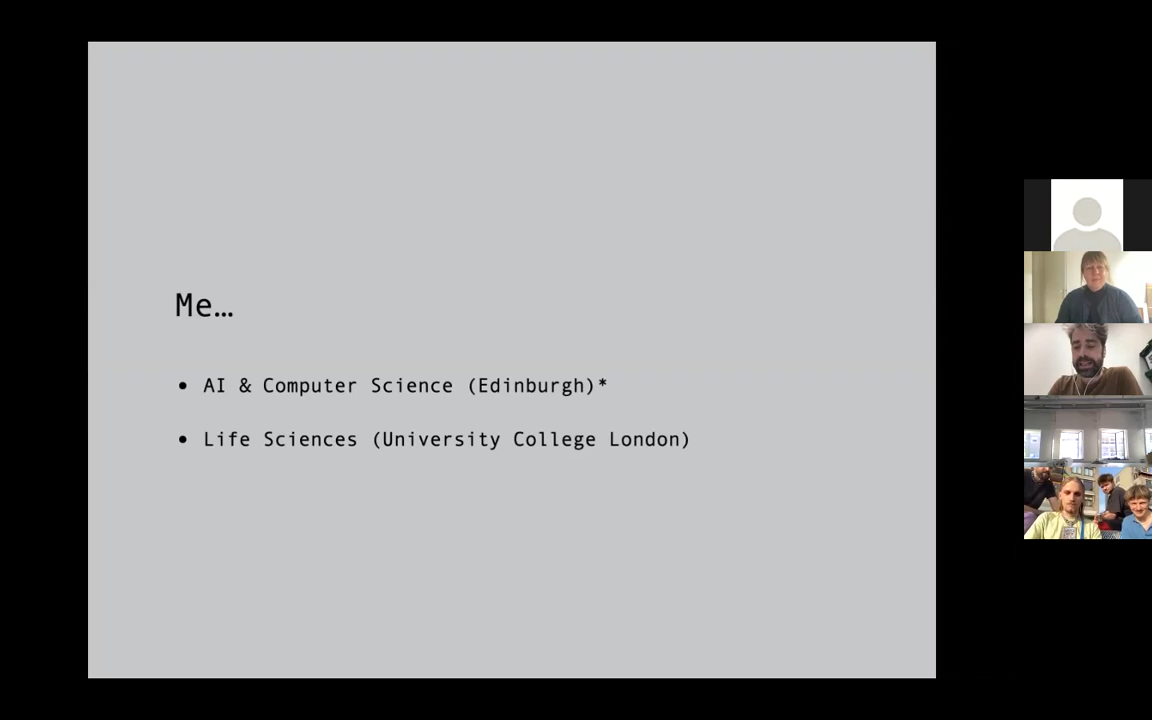 Me…
• AI & Computer Science (Edinburgh)*
• Life Sciences (University College London)